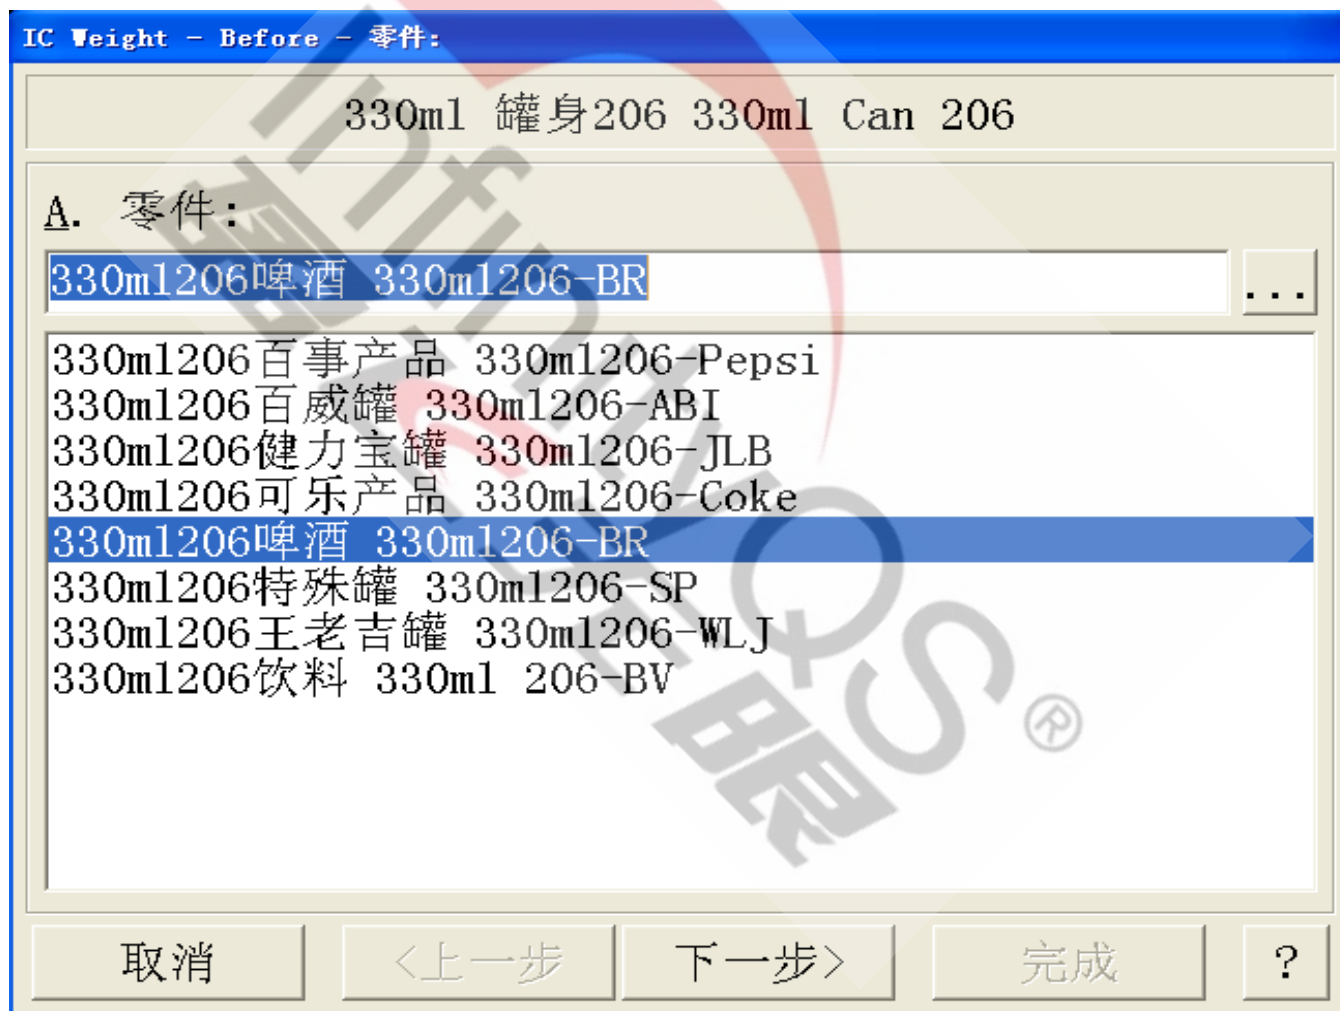 IC Weight - Before - 零件:
330ml 罐身206 330ml Can 206
A. 零件:
330ml206啤酒 330ml206-BR
...
330ml206百事产品 330ml206-Pepsi
330ml206百威罐 330ml206-ABI
330ml206健力宝罐 330ml206-JLB
330ml206可乐产品 330ml206-Coke
330ml206啤酒 330ml206-BR
330ml206特殊罐 330ml206-SP
330ml206王老吉罐 330ml206-WLJ
330ml206饮料 330ml 206-BV
取消
<上一步
下一步>
完成
?
InfinityQS®